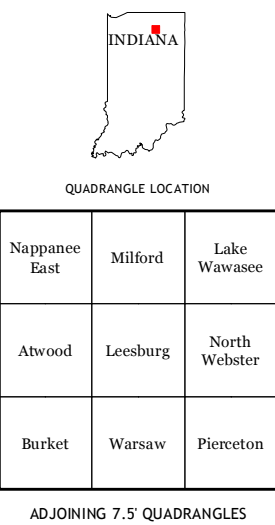 INDIANA
QUADRANGLE LOCATION
Nappanee
East
Milford
Lake
Wawasee
Atwood
Leesburg
North
Webster
Burket
Warsaw
Pierceton
ADJOINING 7.5' QUADRANGLES